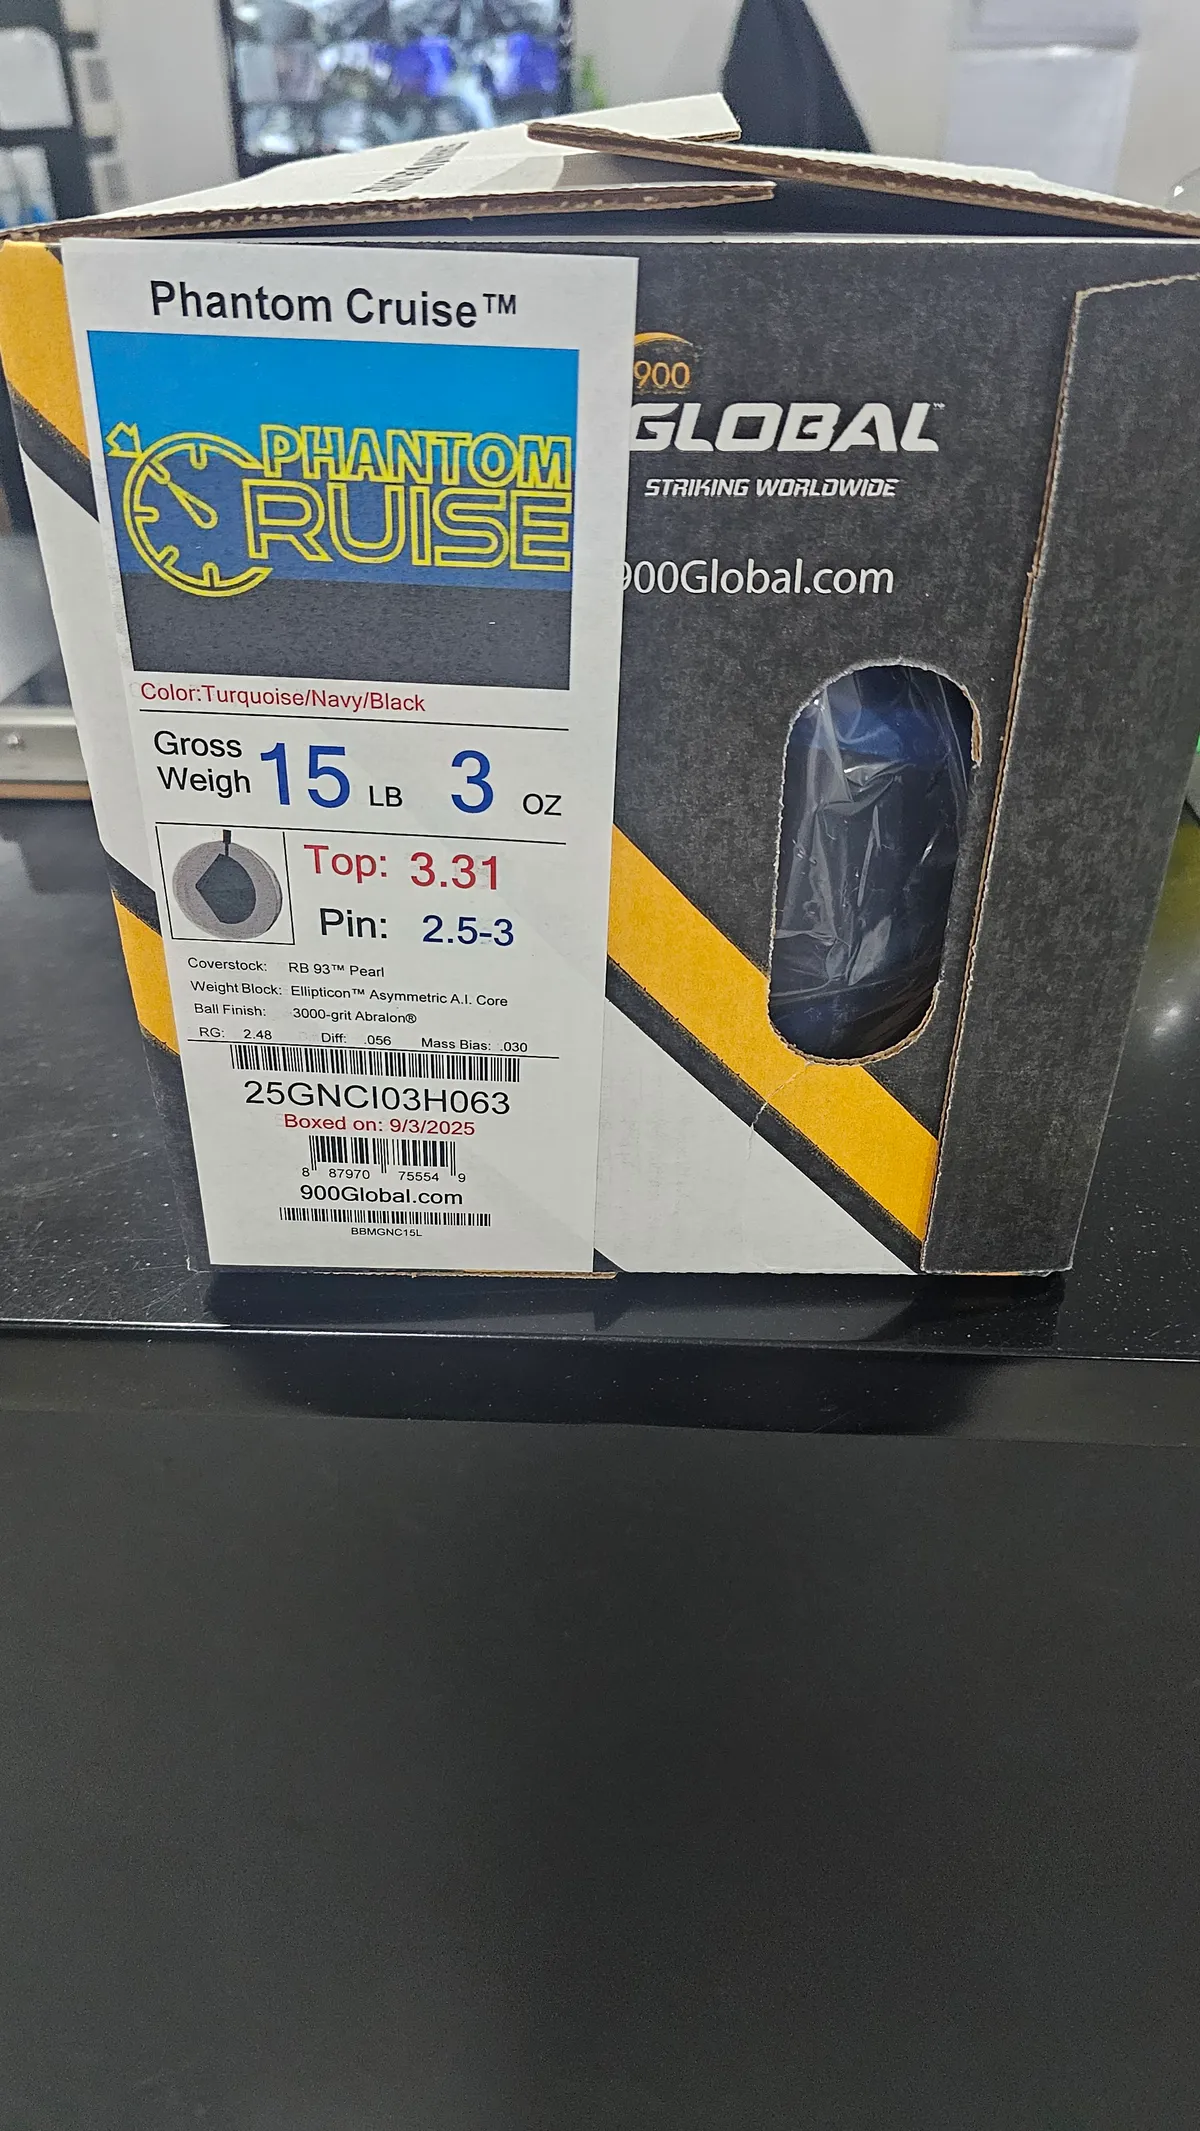 Phantom Cruise™
PHANTOM
CRUISE
Color:Turquoise/Navy/Black
Gross
Weigh 15 LB 3 OZ
Top: 3.31
Pin: 2.5-3
Coverstock: RB 93™ Pearl
Weight Block: Ellipticon™ Asymmetric A.I. Core
Ball Finish: 3000-grit Abralon®
RG: 2.48 Diff: .056 Mass Bias: .030
25GNCI03H063
Boxed on: 9/3/2025
8 87970 75554 9
900Global.com
BBMGNC15L
900
GLOBAL™
STRIKING WORLDWIDE
900Global.com